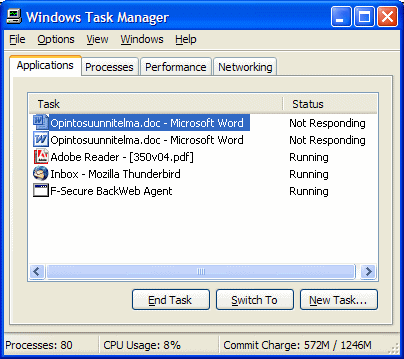 Windows Task Manager
File Options View Windows Help
Applications Processes Performance Networking
Task Status
Opintosuunnitelma.doc - Microsoft Word Not Responding
Opintosuunnitelma.doc - Microsoft Word Not Responding
Adobe Reader - [350v04.pdf] Running
Inbox - Mozilla Thunderbird Running
F-Secure BackWeb Agent Running
End Task Switch To New Task...
Processes: 80 CPU Usage: 8% Commit Charge: 572M / 1246M